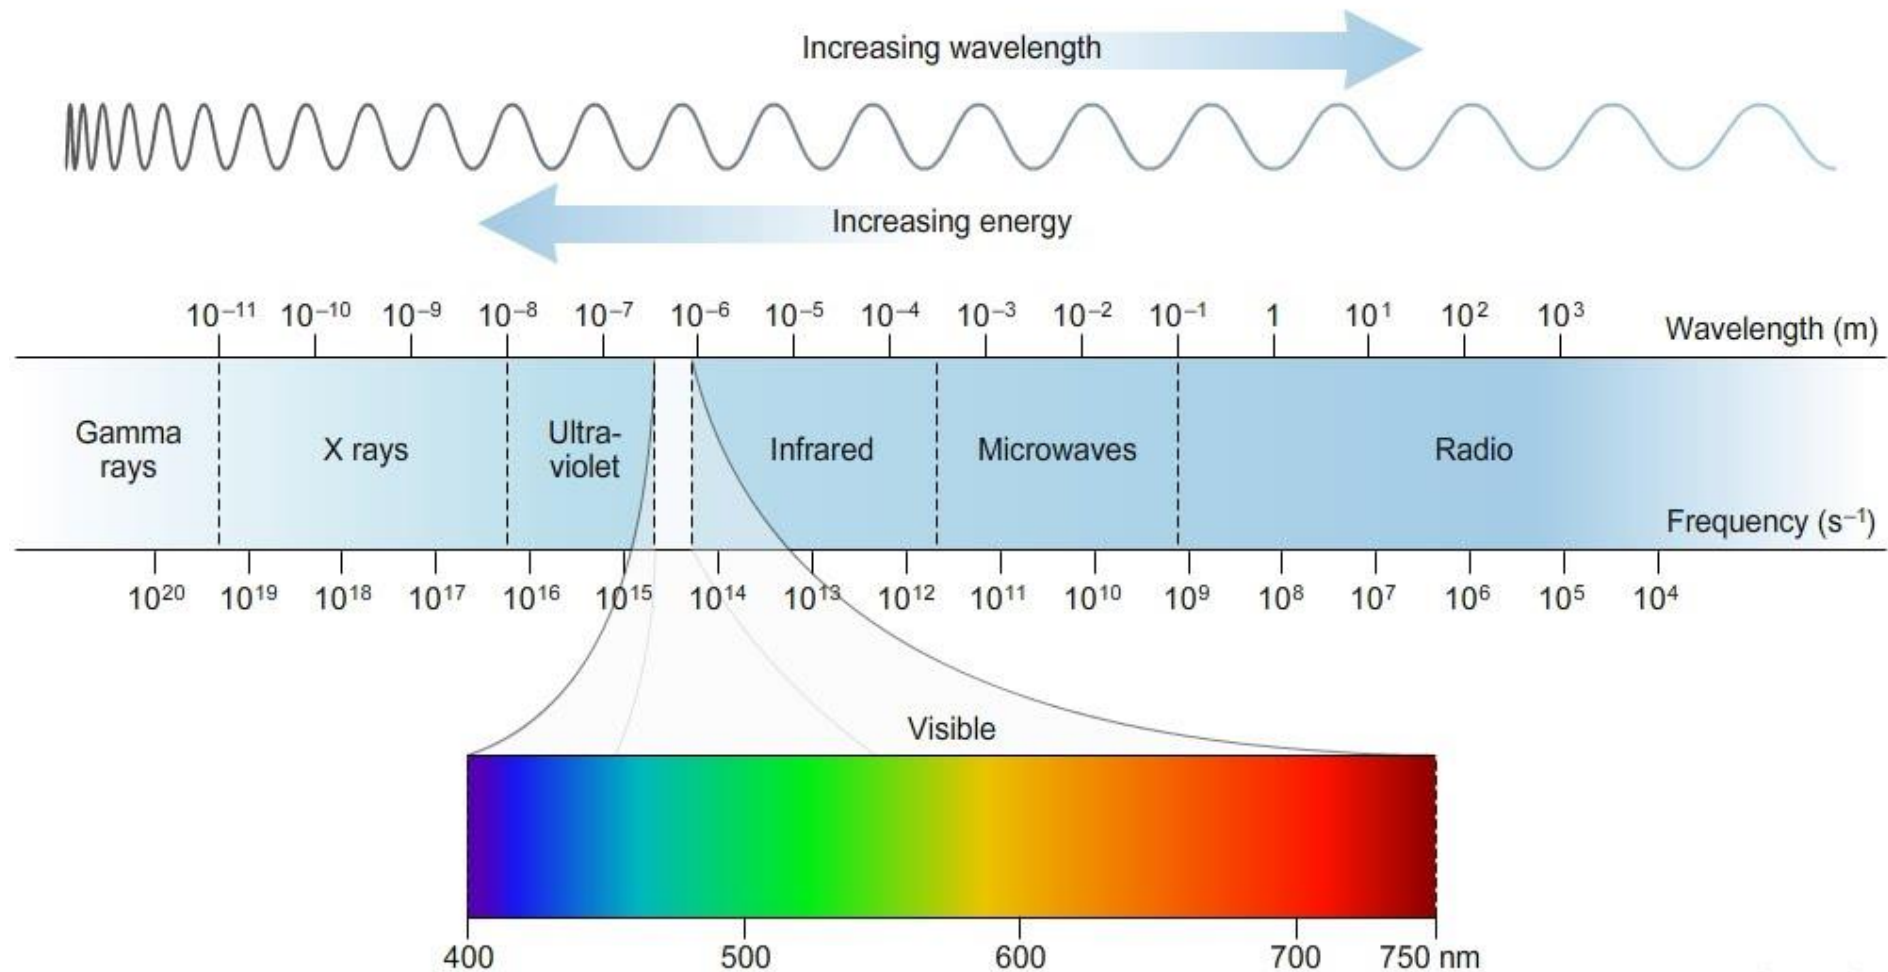 Increasing wavelength
Increasing energy
10⁻¹¹ 10⁻¹⁰ 10⁻⁹ 10⁻⁸ 10⁻⁷ 10⁻⁶ 10⁻⁵ 10⁻⁴ 10⁻³ 10⁻² 10⁻¹ 1 10¹ 10² 10³ Wavelength (m)
Gamma
rays
X rays
Ultra-
violet
Infrared
Microwaves
Radio
Frequency (s⁻¹)
10²⁰ 10¹⁹ 10¹⁸ 10¹⁷ 10¹⁶ 10¹⁵ 10¹⁴ 10¹³ 10¹² 10¹¹ 10¹⁰ 10⁹ 10⁸ 10⁷ 10⁶ 10⁵ 10⁴
Visible
400 500 600 700 750 nm